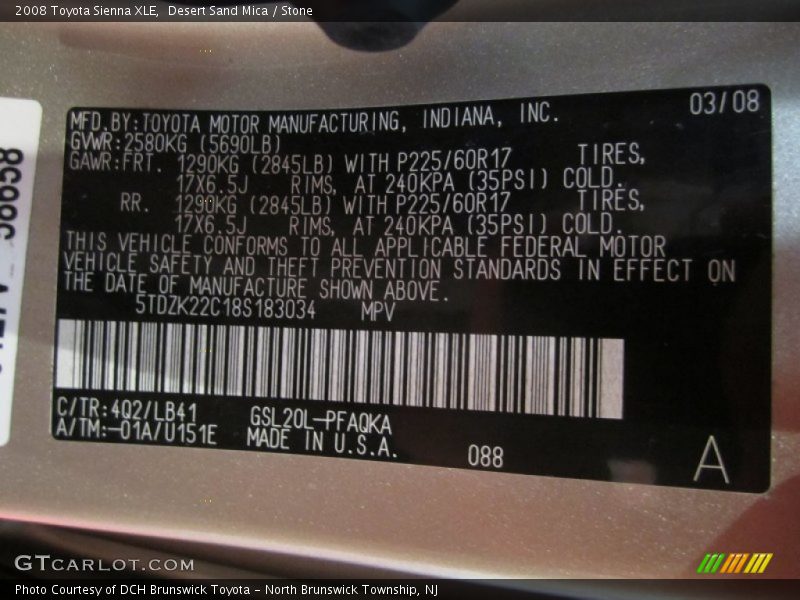 2008 Toyota Sienna XLE,  Desert Sand Mica / Stone
MFD.BY:TOYOTA MOTOR MANUFACTURING, INDIANA, INC. 03/08
GVWR:2580KG (5690LB)
GAWR:FRT. 1290KG (2845LB) WITH P225/60R17 TIRES,
17X6.5J RIMS, AT 240KPA (35PSI) COLD.
RR. 1290KG (2845LB) WITH P225/60R17 TIRES,
17X6.5J RIMS, AT 240KPA (35PSI) COLD.
THIS VEHICLE CONFORMS TO ALL APPLICABLE FEDERAL MOTOR
VEHICLE SAFETY AND THEFT PREVENTION STANDARDS IN EFFECT ON
THE DATE OF MANUFACTURE SHOWN ABOVE.
5TDZK22C18S183034 MPV
C/TR:4Q2/LB41 GSL20L-PFAQKA
A/TM:-01A/U151E MADE IN U.S.A. 088 A
GTCARLOT.COM
Photo Courtesy of DCH Brunswick Toyota - North Brunswick Township, NJ